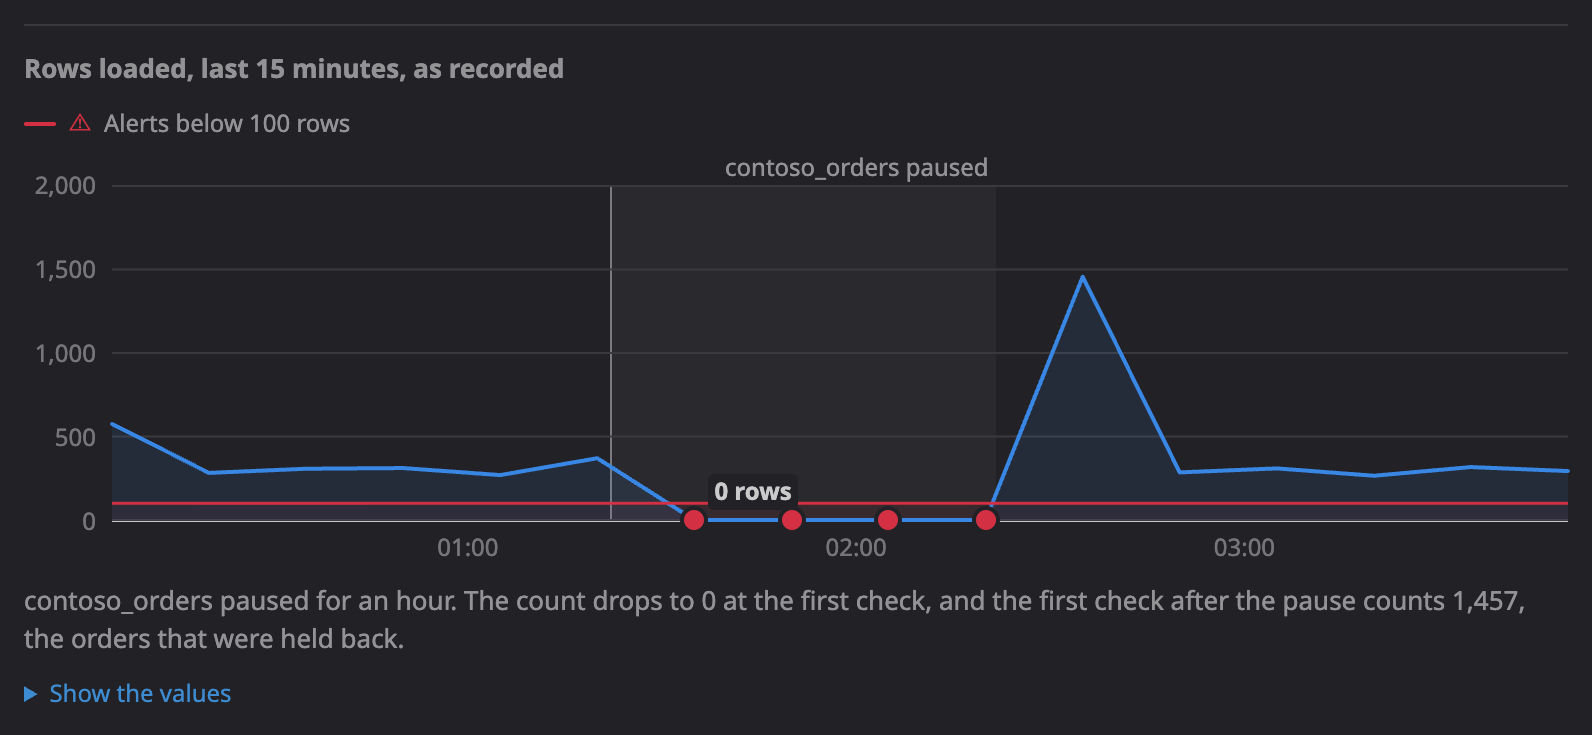 Rows loaded, last 15 minutes, as recorded
Alerts below 100 rows
contoso_orders paused
2,000
1,500
1,000
500
0
0 rows
01:00
02:00
03:00
contoso_orders paused for an hour. The count drops to 0 at the first check, and the first check after the pause counts 1,457,
the orders that were held back.
Show the values